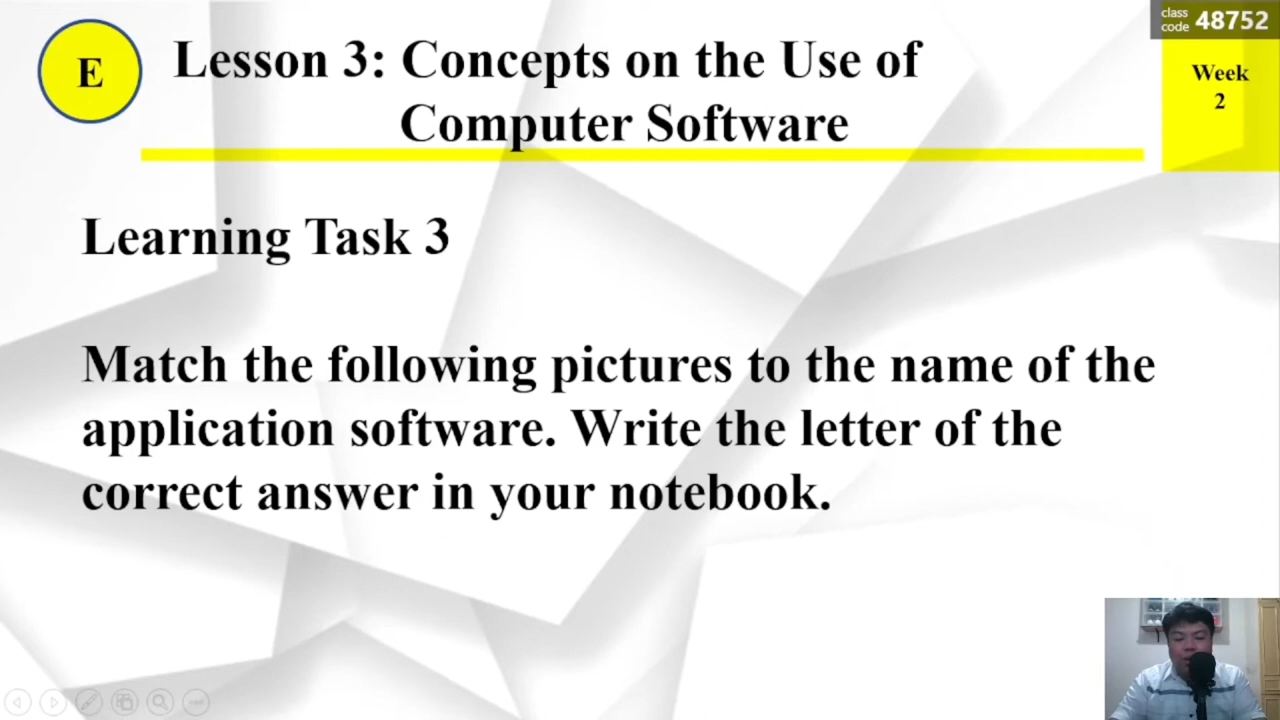 class
code 48752
E
Lesson 3: Concepts on the Use of
Computer Software
Week
2
Learning Task 3
Match the following pictures to the name of the
application software. Write the letter of the
correct answer in your notebook.